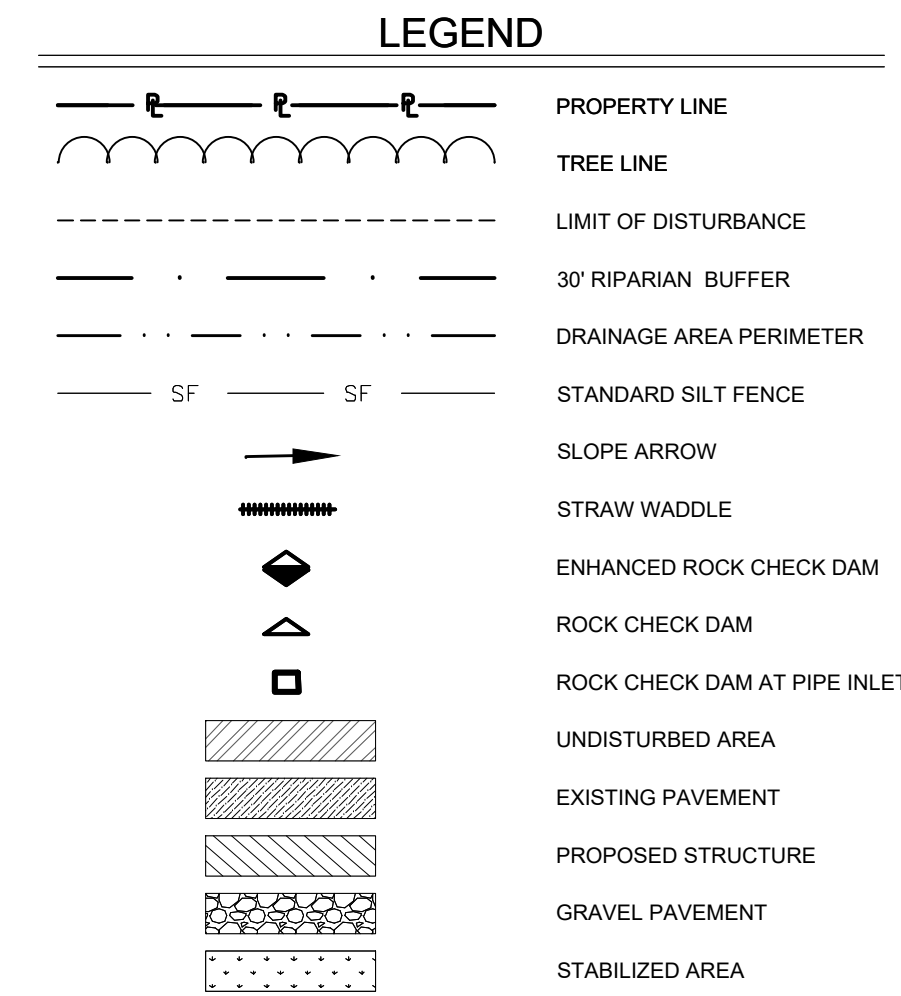 LEGEND
PL PL PL PROPERTY LINE
TREE LINE
LIMIT OF DISTURBANCE
30' RIPARIAN BUFFER
DRAINAGE AREA PERIMETER
SF SF STANDARD SILT FENCE
SLOPE ARROW
STRAW WADDLE
ENHANCED ROCK CHECK DAM
ROCK CHECK DAM
ROCK CHECK DAM AT PIPE INLET
UNDISTURBED AREA
EXISTING PAVEMENT
PROPOSED STRUCTURE
GRAVEL PAVEMENT
STABILIZED AREA